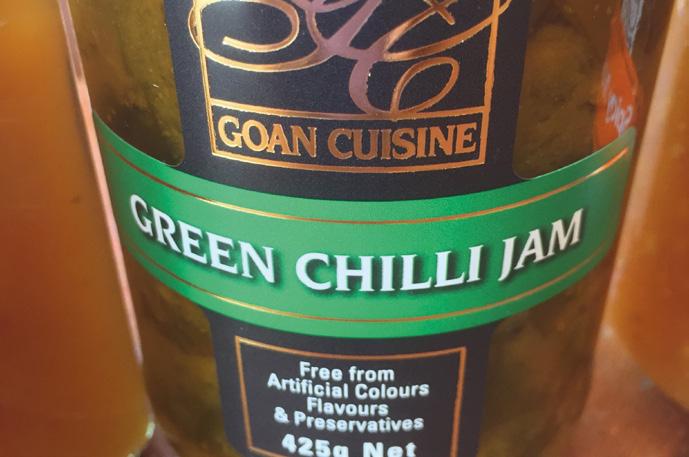 GOAN CUISINE
GREEN CHILLI JAM
Free from
Artificial Colours
Flavours
& Preservatives
425g Net